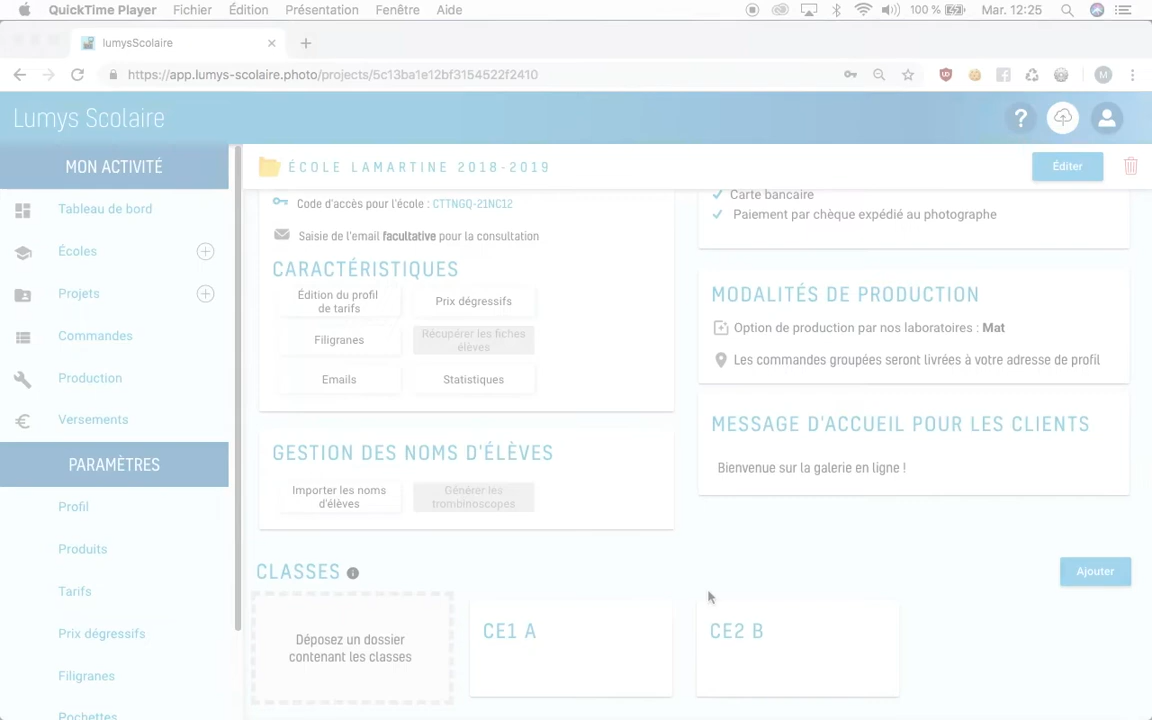 QuickTime Player Fichier Édition Présentation Fenêtre Aide 100 % Mar. 12:25
lumysScolaire
https://app.lumys-scolaire.photo/projects/5c13ba1e12bf3154522f2410
M
Lumys Scolaire
?
MON ACTIVITÉ
Tableau de bord
Écoles
Projets
Commandes
Production
Versements
PARAMÈTRES
Profil
Produits
Tarifs
Prix dégressifs
Filigranes
Pochettes
ÉCOLE LAMARTINE 2018-2019
Éditer
Code d'accès pour l'école : CTTNGQ-21NC12
Saisie de l'email facultative pour la consultation
CARACTÉRISTIQUES
Édition du profil
de tarifs
Prix dégressifs
Filigranes
Récupérer les fiches
élèves
Emails
Statistiques
GESTION DES NOMS D'ÉLÈVES
Importer les noms
d'élèves
Générer les
trombinoscopes
Carte bancaire
Paiement par chèque expédié au photographe
MODALITÉS DE PRODUCTION
Option de production par nos laboratoires : Mat
Les commandes groupées seront livrées à votre adresse de profil
MESSAGE D'ACCUEIL POUR LES CLIENTS
Bienvenue sur la galerie en ligne !
CLASSES
Ajouter
Déposez un dossier
contenant les classes
CE1 A
CE2 B